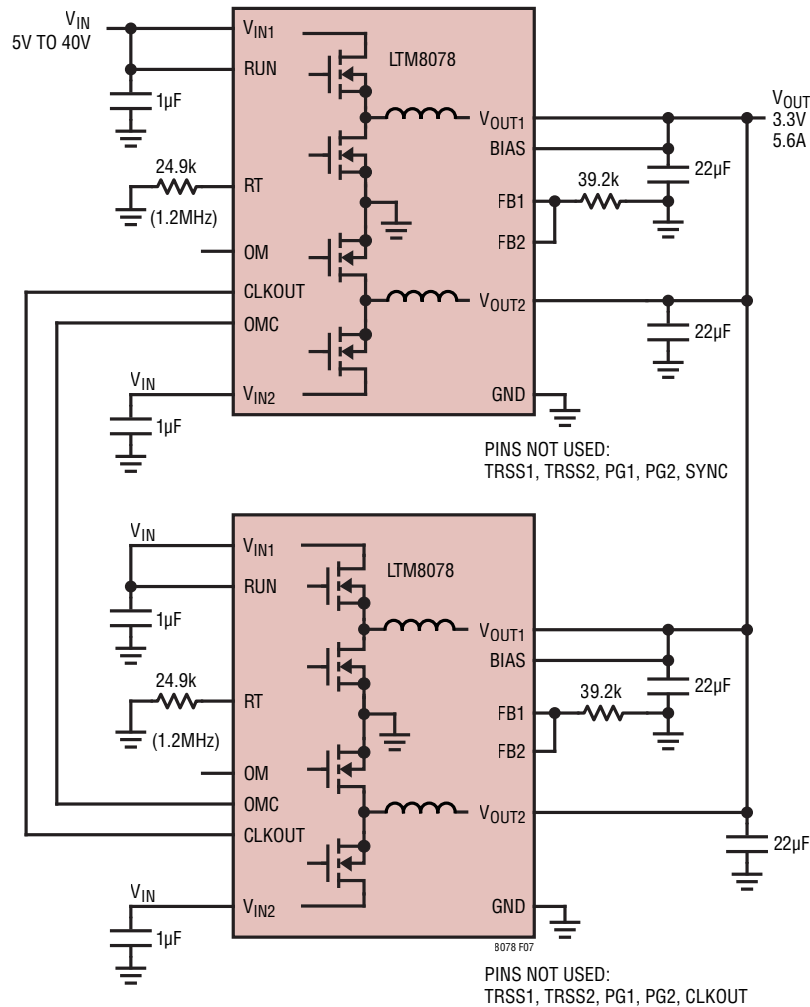 VIN
5V TO 40V
VIN1
RUN
1µF
24.9k
RT
(1.2MHz)
OM
CLKOUT
OMC
VIN
VIN2
1µF
LTM8078
VOUT1
BIAS
FB1
FB2
39.2k
22µF
VOUT
3.3V
5.6A
VOUT2
22µF
GND
PINS NOT USED:
TRSS1, TRSS2, PG1, PG2, SYNC
VIN
VIN1
RUN
1µF
24.9k
RT
(1.2MHz)
OM
OMC
CLKOUT
VIN
VIN2
1µF
LTM8078
VOUT1
BIAS
FB1
FB2
39.2k
22µF
VOUT2
22µF
GND
8078 F07
PINS NOT USED:
TRSS1, TRSS2, PG1, PG2, CLKOUT